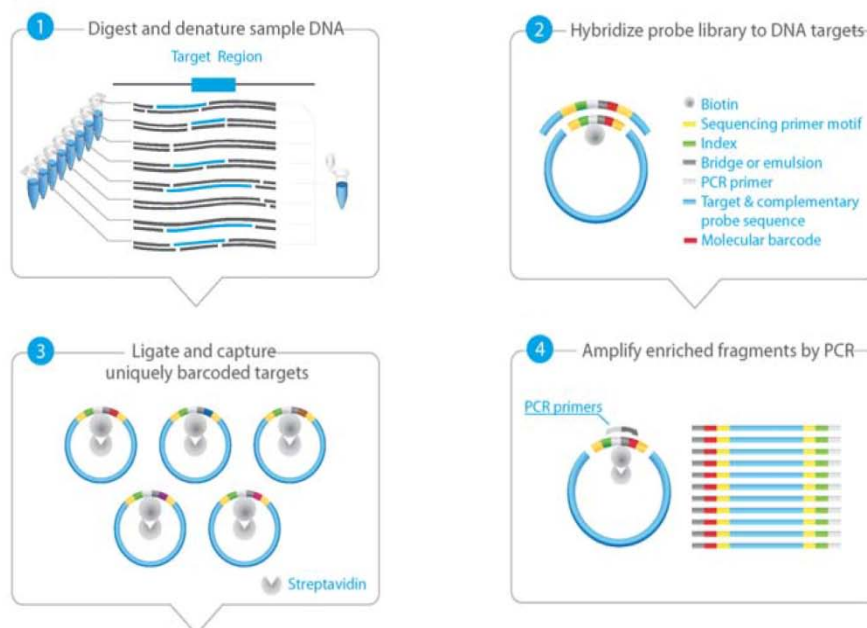 1 Digest and denature sample DNA
Target Region
2 Hybridize probe library to DNA targets
Biotin
Sequencing primer motif
Index
Bridge or emulsion
PCR primer
Target & complementary
probe sequence
Molecular barcode
3 Ligate and capture
uniquely barcoded targets
Streptavidin
4 Amplify enriched fragments by PCR
PCR primers